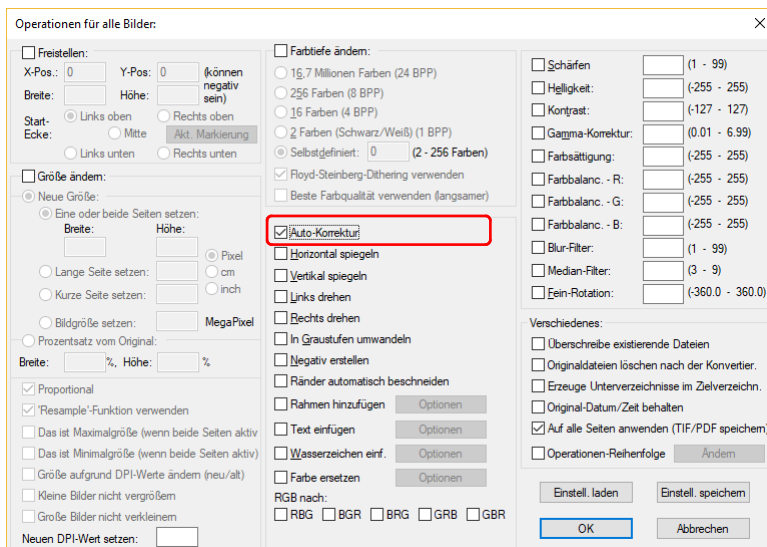 Operationen für alle Bilder:
Freistellen:
X-Pos.: 0 Y-Pos: 0 (können negativ sein)
Breite: Höhe:
Start-Ecke: Links oben Rechts oben
Mitte Akt. Markierung
Links unten Rechts unten
Größe ändern:
Neue Größe:
Eine oder beide Seiten setzen:
Breite: Höhe:
Pixel
Lange Seite setzen: cm
Kurze Seite setzen: inch
Bildgröße setzen: MegaPixel
Prozentsatz vom Original:
Breite: %, Höhe: %
Proportional
'Resample'-Funktion verwenden
Das ist Maximalgröße (wenn beide Seiten aktiv
Das ist Minimalgröße (wenn beide Seiten aktiv)
Größe aufgrund DPI-Werte ändern (neu/alt)
Kleine Bilder nicht vergrößern
Große Bilder nicht verkleinern
Neuen DPI-Wert setzen:
Farbtiefe ändern:
16,7 Millionen Farben (24 BPP)
256 Farben (8 BPP)
16 Farben (4 BPP)
2 Farben (Schwarz/Weiß) (1 BPP)
Selbstdefiniert: 0 (2 - 256 Farben)
Floyd-Steinberg-Dithering verwenden
Beste Farbqualität verwenden (langsamer)
Auto-Korrektur
Horizontal spiegeln
Vertikal spiegeln
Links drehen
Rechts drehen
In Graustufen umwandeln
Negativ erstellen
Ränder automatisch beschneiden
Rahmen hinzufügen Optionen
Text einfügen Optionen
Wasserzeichen einf. Optionen
Farbe ersetzen Optionen
RGB nach:
RBG BGR BRG GRB GBR
Schärfen (1 - 99)
Helligkeit: (-255 - 255)
Kontrast: (-127 - 127)
Gamma-Korrektur: (0.01 - 6.99)
Farbsättigung: (-255 - 255)
Farbbalanc. - R: (-255 - 255)
Farbbalanc. - G: (-255 - 255)
Farbbalanc. - B: (-255 - 255)
Blur-Filter: (1 - 99)
Median-Filter: (3 - 9)
Fein-Rotation: (-360.0 - 360.0)
Verschiedenes:
Überschreibe existierende Dateien
Originaldateien löschen nach der Konvertier.
Erzeuge Unterverzeichnisse im Zielverzeichn.
Original-Datum/Zeit behalten
Auf alle Seiten anwenden (TIF/PDF speichern)
Operationen-Reihenfolge Ändern
Einstell. laden Einstell. speichern
OK Abbrechen